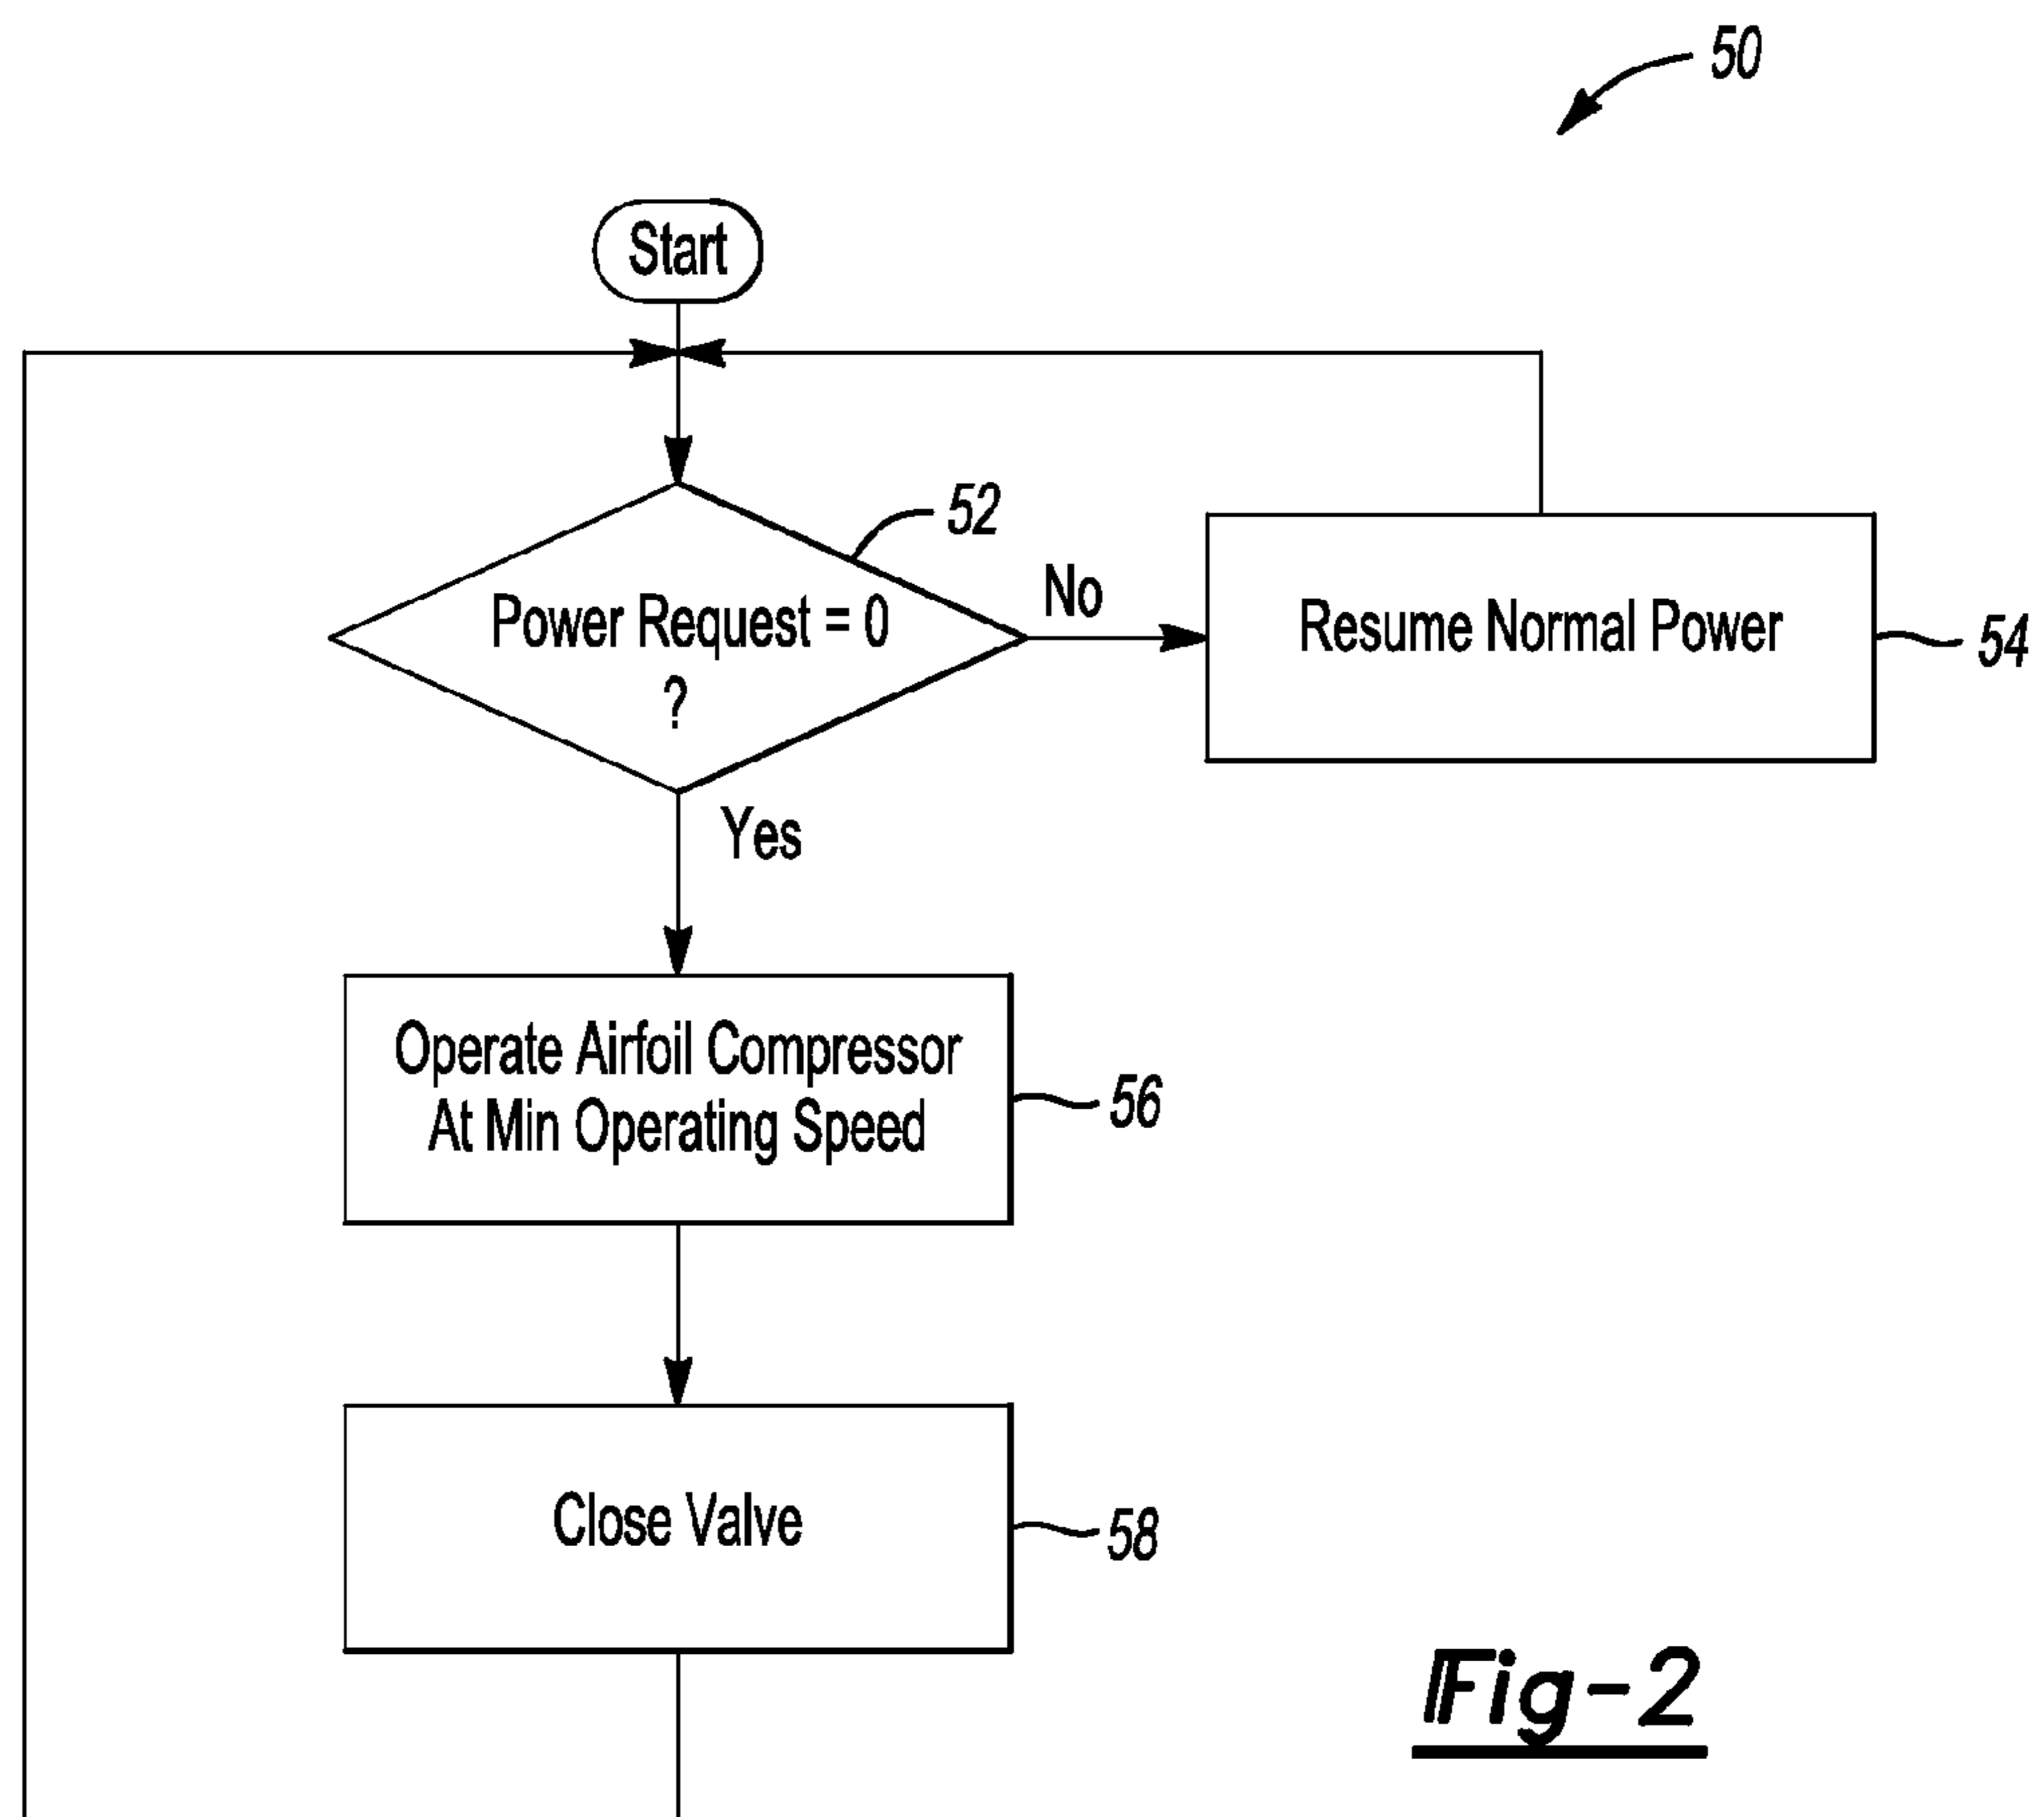 50
Start
52
Power Request = 0
?
No
Resume Normal Power
54
Yes
Operate Airfoil Compressor
At Min Operating Speed
56
Close Valve
58
Fig-2